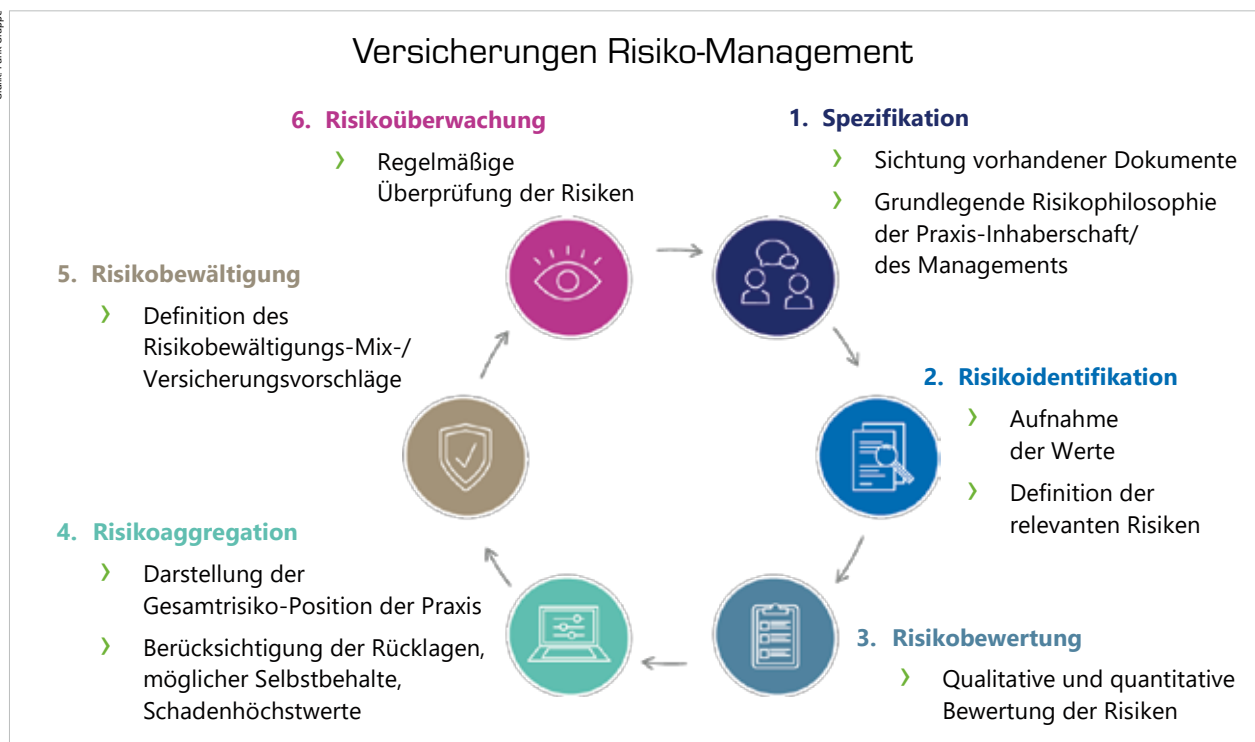 Versicherungen Risiko-Management
6. Risikoüberwachung
› Regelmäßige
Überprüfung der Risiken
1. Spezifikation
› Sichtung vorhandener Dokumente
› Grundlegende Risikophilosophie
der Praxis-Inhaberschaft/
des Managements
5. Risikobewältigung
› Definition des
Risikobewältigungs-Mix-/
Versicherungsvorschläge
2. Risikoidentifikation
› Aufnahme
der Werte
› Definition der
relevanten Risiken
4. Risikoaggregation
› Darstellung der
Gesamtrisiko-Position der Praxis
› Berücksichtigung der Rücklagen,
möglicher Selbstbehalte,
Schadenhöchstwerte
3. Risikobewertung
› Qualitative und quantitative
Bewertung der Risiken